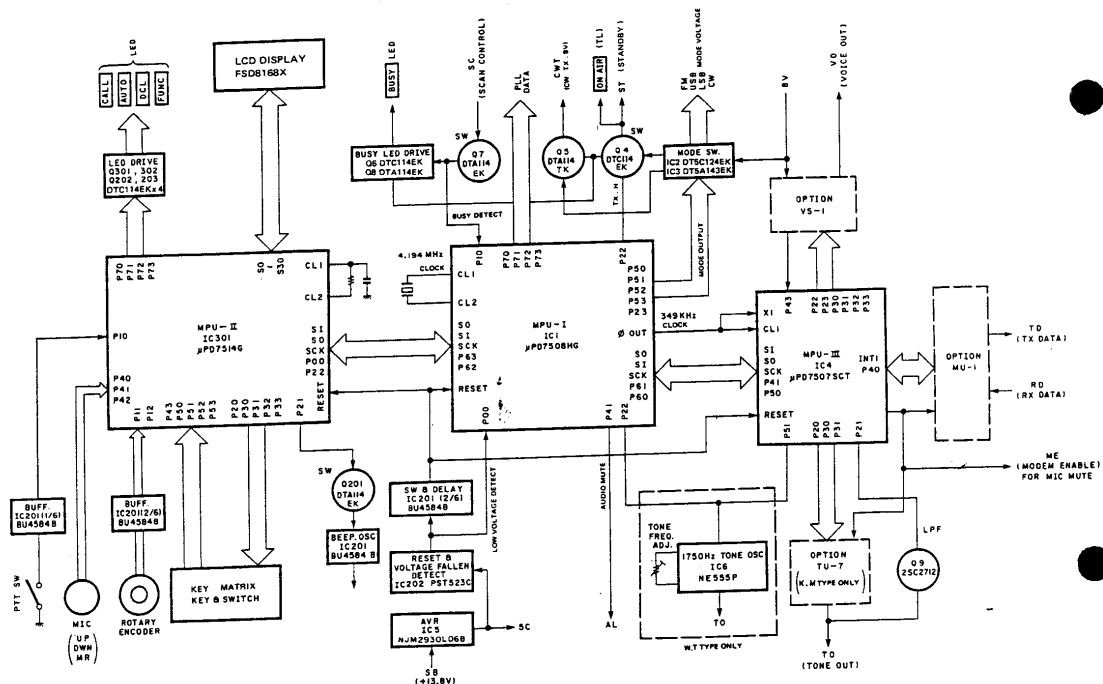 LED
CALL
AUTO
DCL
FUNC
LCD DISPLAY
FSD8168X
LED DRIVE
Q301, 302
Q202, 203
DTC114EKx4
BUSY LED
SC
(SCAN CONTROL)
PLL
DATA
CWT
(CW TX. 8V)
ON AIR (TL)
ST (STANDBY)
FM
USB
LSB
CW
MODE VOLTAGE
8V
VO
(VOICE OUT)
BUSY LED DRIVE
Q6 DTC114EK
Q8 DTA114EK
SW
Q7
DTA114
EK
Q5
DTA114
TK
SW
Q4
DTC114
EK
MODE SW.
IC2 DT5C124EK
IC3 DT5A143EK
OPTION
VS-1
BUSY DETECT
TX. H
MODE OUTPUT
P70
P71
P72
P73
S0
S30
CL1
CL2
MPU-II
IC301
µPD7514G
P10
P40
P41
P42
P11
P12
P43
P50
P51
P52
P53
P20
P30
P31
P32
P33
P21
RESET
SI
SO
SCK
P00
P22
4.194 MHz
CLOCK
P10
P70
P71
P72
P73
P22
CL1
CL2
MPU-I
IC1
µPD7508HG
SO
SI
SCK
P63
P62
RESET
P00
P41
P22
P50
P51
P52
P53
P23
Ø OUT
SO
SI
SCK
P61
P60
349 KHz
CLOCK
P43
P22
P23
P30
P31
P32
P33
X1
CL1
MPU-III
IC4
µPD7507SCT
SI
SO
SCK
P41
P50
RESET
INT1
P40
P51
P20
P30
P31
P21
OPTION
MU-1
TD
(TX DATA)
RD
(RX DATA)
ME
(MODEM ENABLE)
FOR MIC MUTE
BUFF.
IC201(1/6)
BU4584B
PTT SW
MIC
(UP
DWN
MR)
BUFF.
IC201(2/6)
BU4584B
ROTARY
ENCODER
KEY MATRIX
KEY & SWITCH
SW
Q201
DTA114
EK
BEEP. OSC
IC201
BU4584 B
SW & DELAY
IC201 (2/6)
BU4584B
LOW VOLTAGE DETECT
RESET &
VOLTAGE FALLEN
DETECT
IC202 PST523C
AVR
IC5
NJM2930L06B
5C
SB
(+13.8V)
AUDIO MUTE
AL
TONE
FREQ.
ADJ.
1750Hz TONE OSC
IC6
NE555P
TO
W,T TYPE ONLY
OPTION
TU-7
(K,M TYPE ONLY)
LPF
Q9
2SC2712
TO
(TONE OUT)